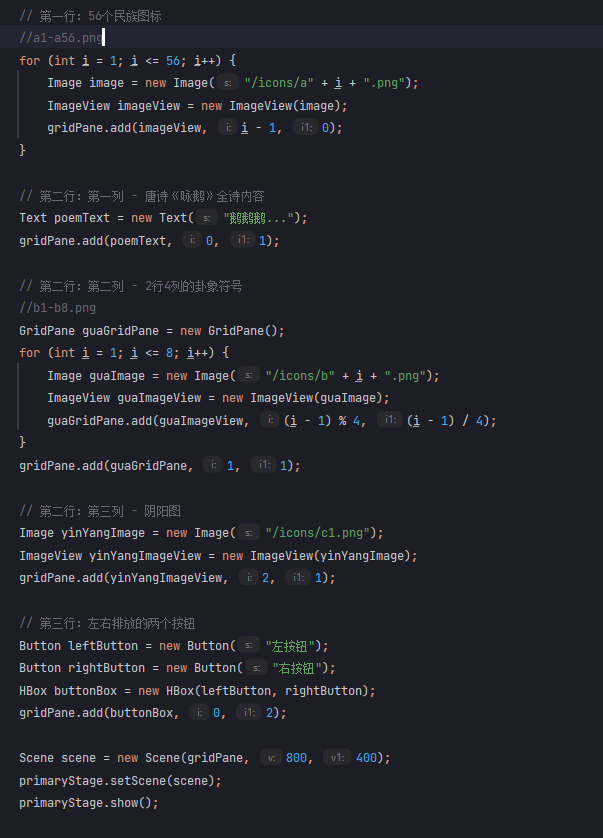 // 第一行：56个民族图标
//a1-a56.png
for (int i = 1; i <= 56; i++) {
    Image image = new Image( s: "/icons/a" + i + ".png");
    ImageView imageView = new ImageView(image);
    gridPane.add(imageView, i: i - 1, i1: 0);
}
// 第二行：第一列 - 唐诗《咏鹅》全诗内容
Text poemText = new Text( s: "鹅鹅鹅...");
gridPane.add(poemText, i: 0, i1: 1);
// 第二行：第二列 - 2行4列的卦象符号
//b1-b8.png
GridPane guaGridPane = new GridPane();
for (int i = 1; i <= 8; i++) {
    Image guaImage = new Image( s: "/icons/b" + i + ".png");
    ImageView guaImageView = new ImageView(guaImage);
    guaGridPane.add(guaImageView, i: (i - 1) % 4, i1: (i - 1) / 4);
}
gridPane.add(guaGridPane, i: 1, i1: 1);
// 第二行：第三列 - 阴阳图
Image yinYangImage = new Image( s: "/icons/c1.png");
ImageView yinYangImageView = new ImageView(yinYangImage);
gridPane.add(yinYangImageView, i: 2, i1: 1);
// 第三行：左右排放的两个按钮
Button leftButton = new Button( s: "左按钮");
Button rightButton = new Button( s: "右按钮");
HBox buttonBox = new HBox(leftButton, rightButton);
gridPane.add(buttonBox, i: 0, i1: 2);
Scene scene = new Scene(gridPane, v: 800, v1: 400);
primaryStage.setScene(scene);
primaryStage.show();